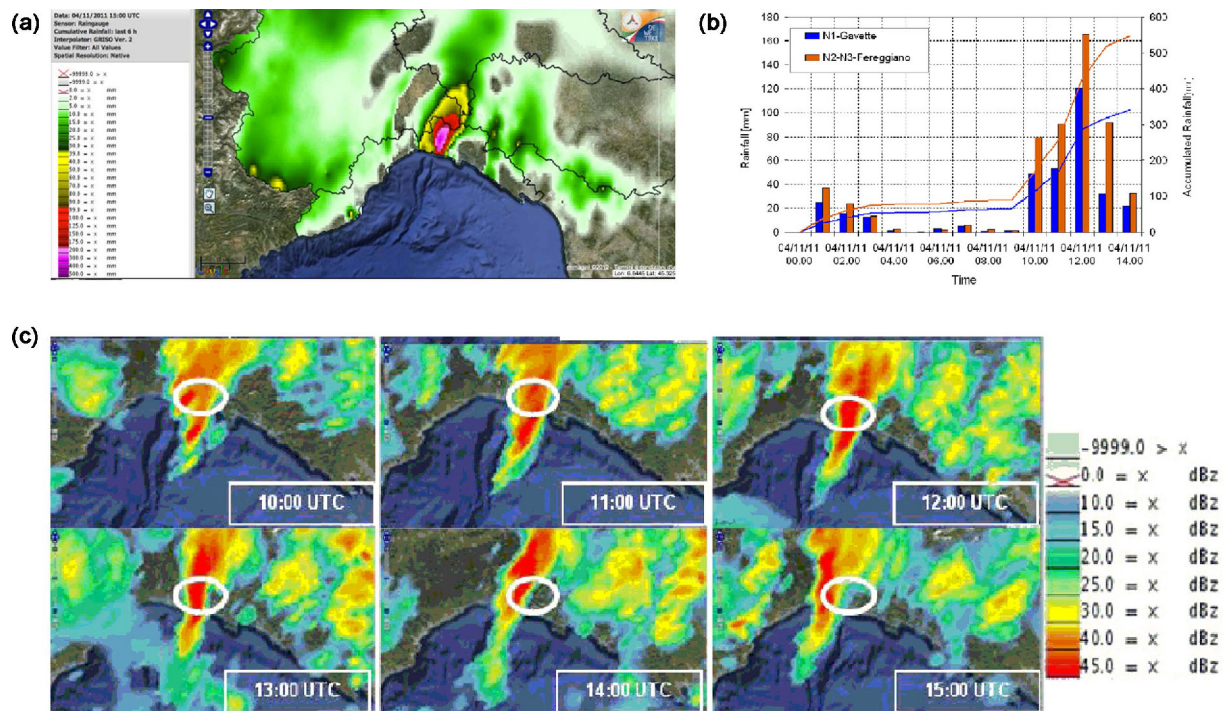 (a)
Data: 04/11/2011 15:00 UTC
Sensor: Raingauge
Cumulative Rainfall: last 6 h
Interpolator: GRISO Ver. 2
Value Filter: All Values
Spatial Resolution: Native
-99999.0 > x
-9999.0 = x mm
0.0 = x mm
2.0 = x mm
5.0 = x mm
10.0 = x mm
15.0 = x mm
20.0 = x mm
25.0 = x mm
30.0 = x mm
40.0 = x mm
50.0 = x mm
60.0 = x mm
70.0 = x mm
80.0 = x mm
90.0 = x mm
100.0 = x mm
125.0 = x mm
150.0 = x mm
175.0 = x mm
200.0 = x mm
300.0 = x mm
400.0 = x mm
500.0 = x mm
(b)
N1-Gavette
N2-N3-Fereggiano
Rainfall [mm]
180
160
140
120
100
80
60
40
20
0
600
500
400
300
200
100
0
Accumulated Rainfall
04/11/11 04/11/11 04/11/11 04/11/11 04/11/11 04/11/11 04/11/11 04/11/11
00.00 02.00 04.00 06.00 08.00 10.00 12.00 14.00
Time
(c)
10:00 UTC
11:00 UTC
12:00 UTC
13:00 UTC
14:00 UTC
15:00 UTC
-9999.0 > x
0.0 = x dBz
10.0 = x dBz
15.0 = x dBz
20.0 = x dBz
25.0 = x dBz
30.0 = x dBz
40.0 = x dBz
45.0 = x dBz